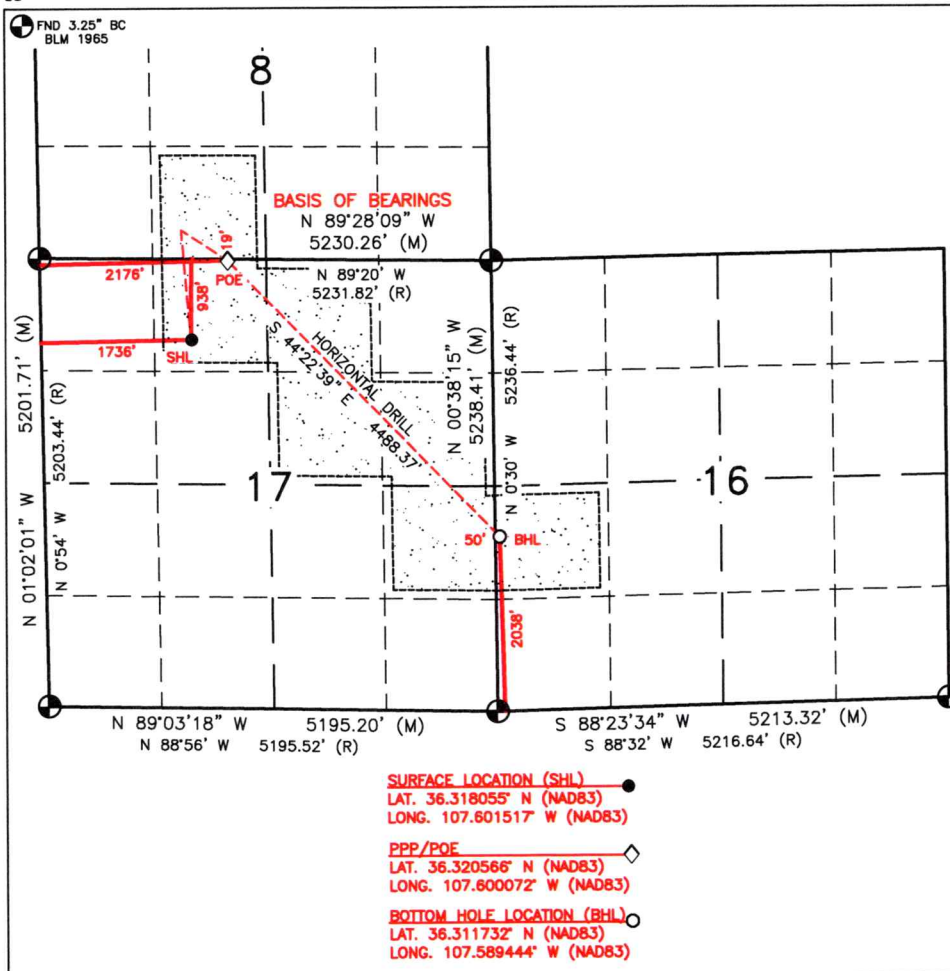 FND 3.25" BC
BLM 1965
8
BASIS OF BEARINGS
N 89°28'09" W
5230.26' (M)
N 89°20' W
5231.82' (R)
19'
POE
2176'
938'
1736'
SHL
HORIZONTAL DRILL
S 44°22'39" E 4488.37'
N 01°02'01" W 5201.71' (M)
N 0°54' W 5203.44' (R)
N 00°38'15" W
5238.41' (M)
N 0°30' W 5236.44' (R)
17
16
50'
BHL
2038'
N 89°03'18" W 5195.20' (M)
N 88°56' W 5195.52' (R)
S 88°23'34" W 5213.32' (M)
S 88°32' W 5216.64' (R)
SURFACE LOCATION (SHL)
LAT. 36.318055° N (NAD83)
LONG. 107.601517° W (NAD83)
PPP/POE
LAT. 36.320566° N (NAD83)
LONG. 107.600072° W (NAD83)
BOTTOM HOLE LOCATION (BHL)
LAT. 36.311732° N (NAD83)
LONG. 107.589444° W (NAD83)